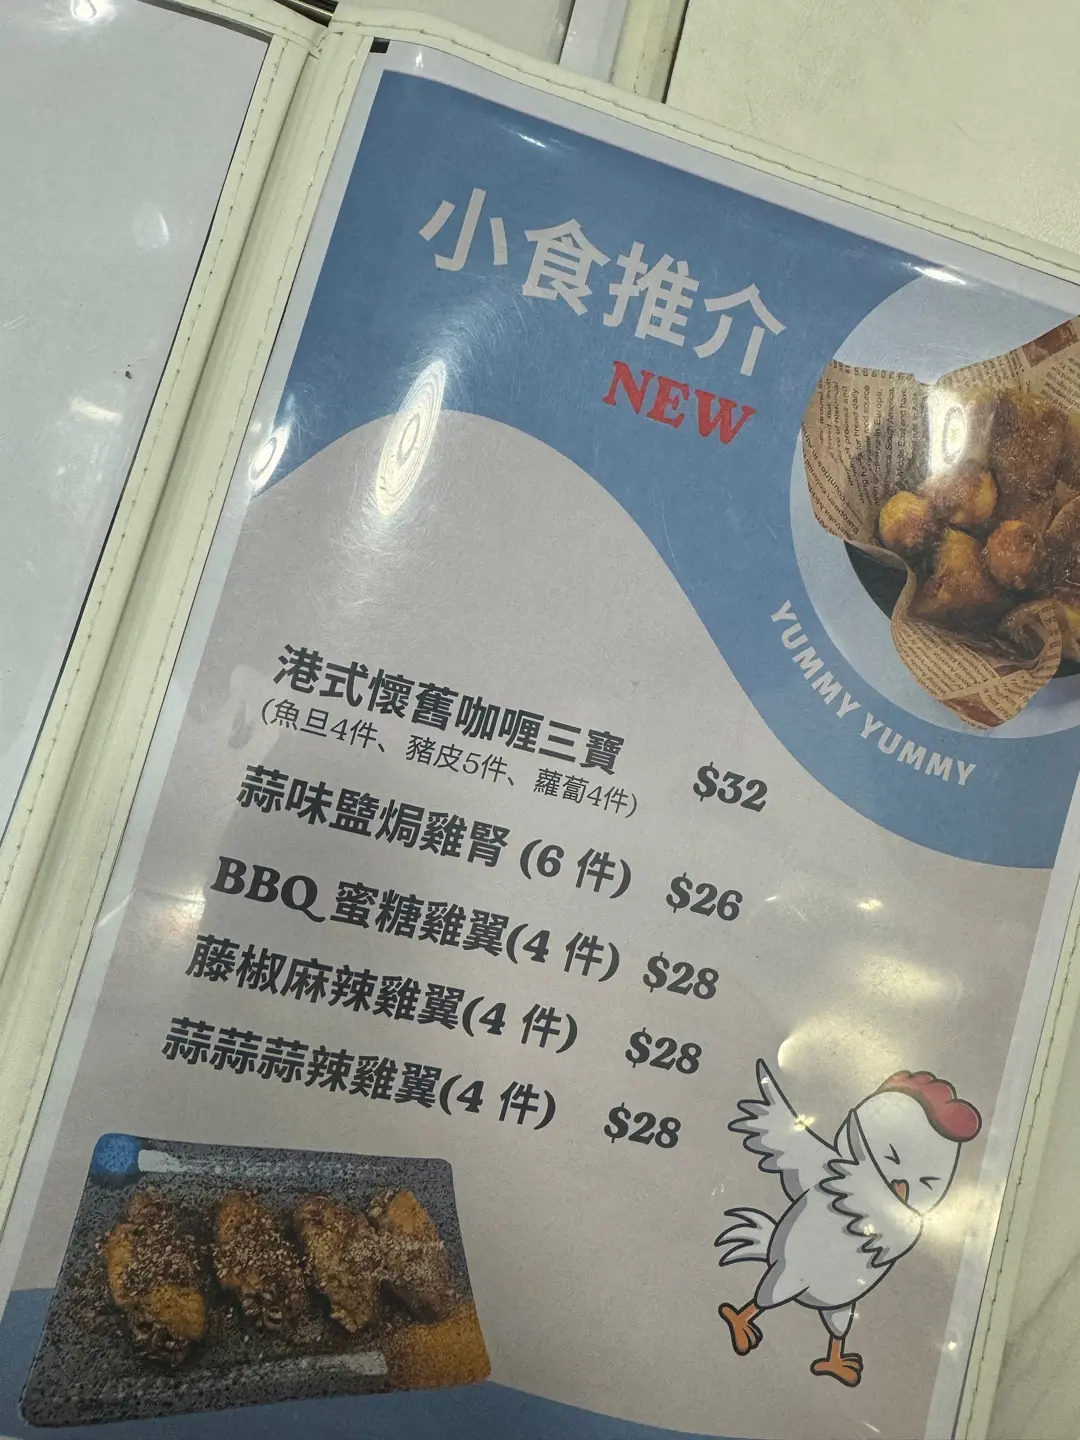 小食推介
NEW
YUMMY YUMMY
港式懷舊咖喱三寶 $32
(魚旦4件、豬皮5件、蘿蔔4件)
蒜味鹽焗雞腎 (6 件) $26
BBQ 蜜糖雞翼(4 件) $28
藤椒麻辣雞翼(4 件) $28
蒜蒜蒜辣雞翼(4 件) $28